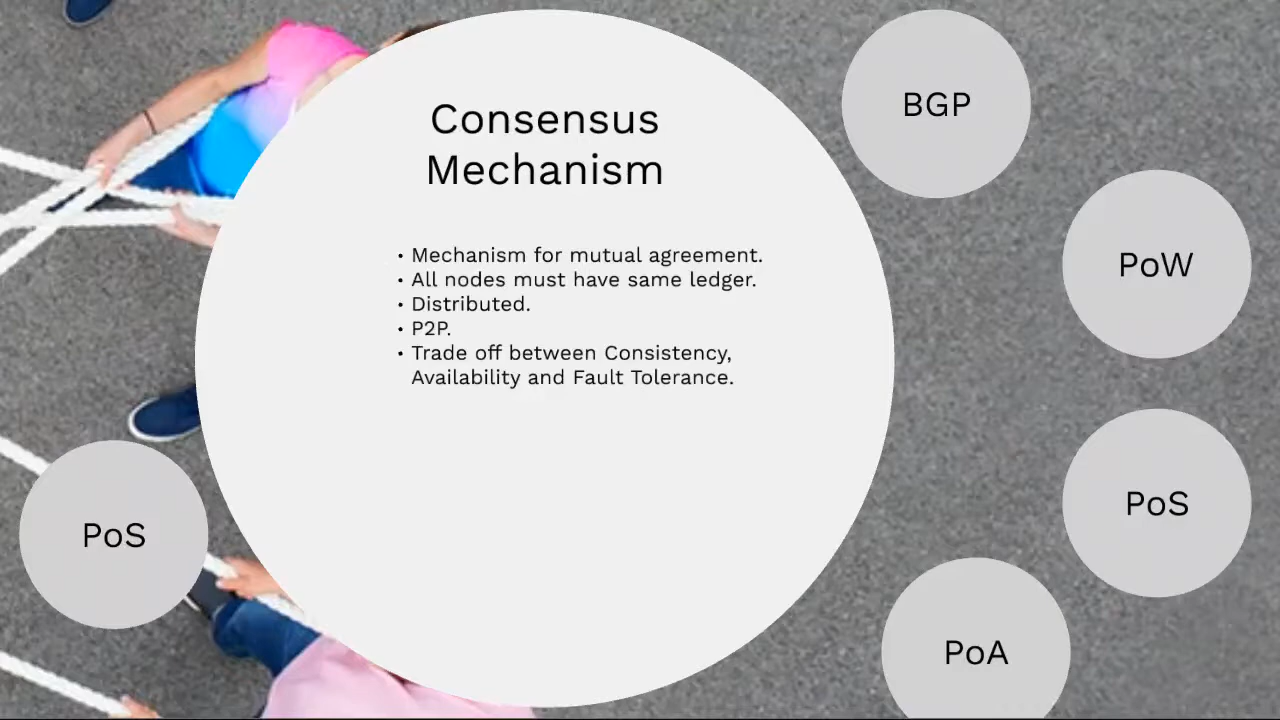 Consensus
Mechanism
• Mechanism for mutual agreement.
• All nodes must have same ledger.
• Distributed.
• P2P.
• Trade off between Consistency,
Availability and Fault Tolerance.
BGP
PoW
PoS
PoA
PoS